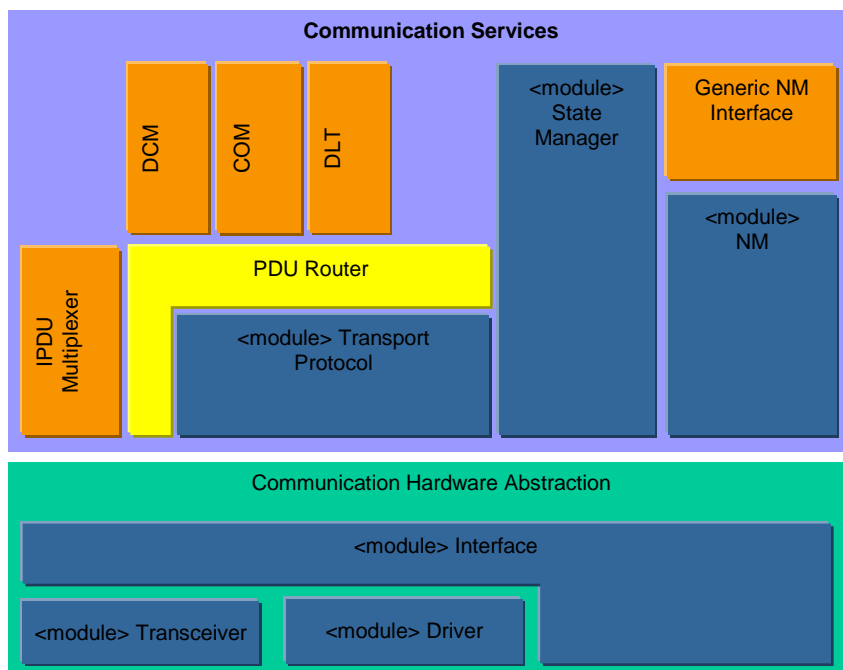 Communication Services
DCM
COM
DLT
<module>
State
Manager
Generic NM
Interface
<module>
NM
IPDU
Multiplexer
PDU Router
<module> Transport
Protocol
Communication Hardware Abstraction
<module> Interface
<module> Transceiver
<module> Driver